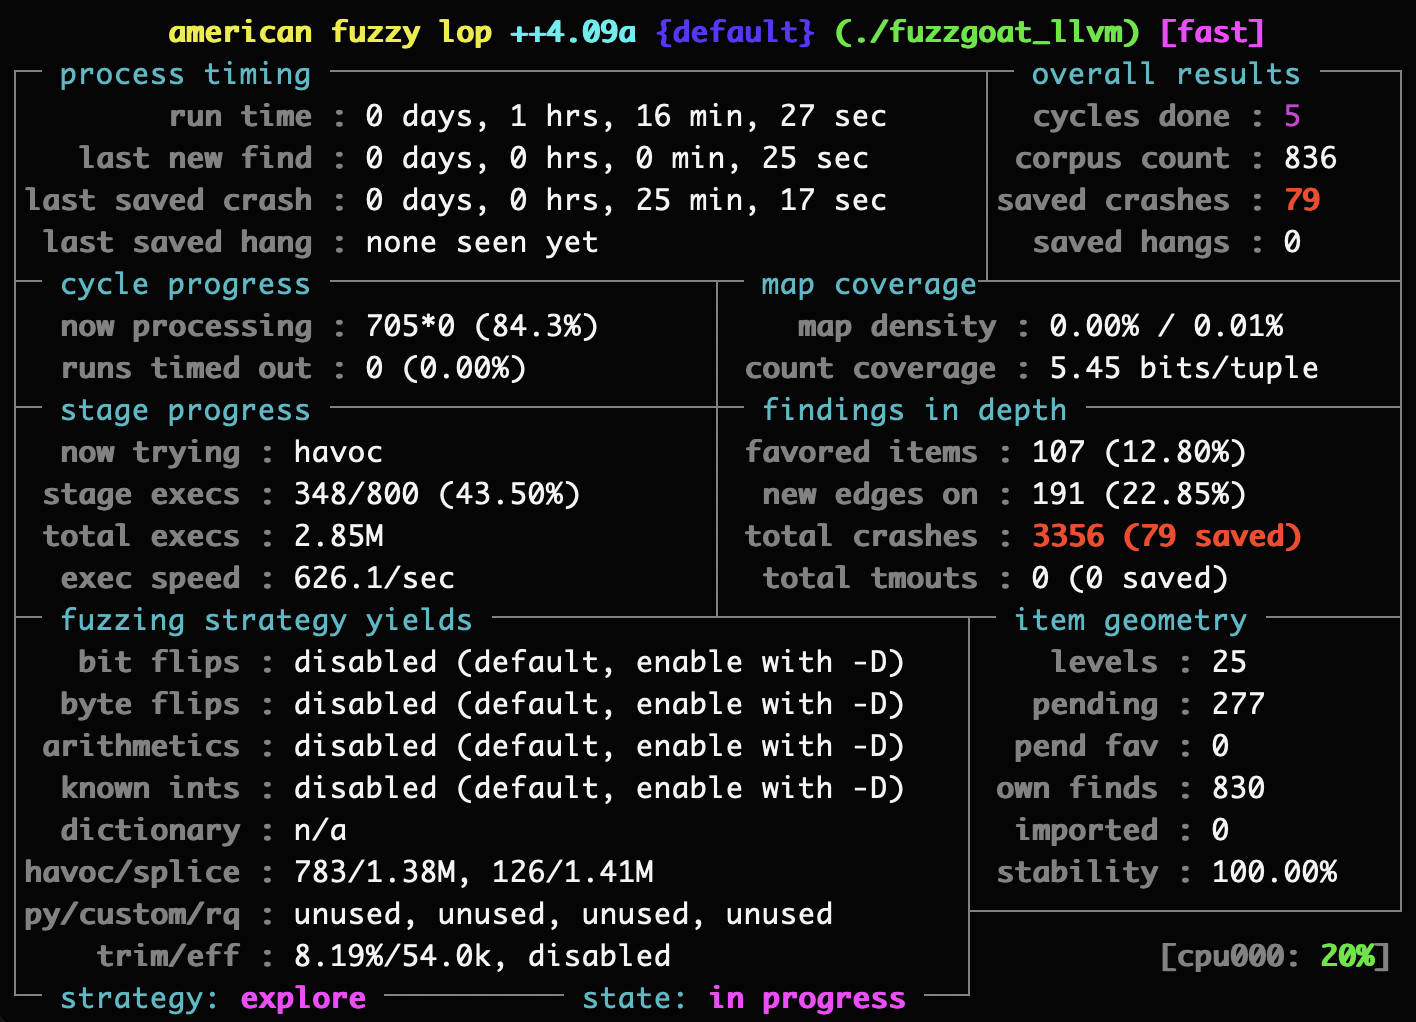 american fuzzy lop ++4.09a {default} (./fuzzgoat_llvm) [fast]
process timing overall results
run time : 0 days, 1 hrs, 16 min, 27 sec cycles done : 5
last new find : 0 days, 0 hrs, 0 min, 25 sec corpus count : 836
last saved crash : 0 days, 0 hrs, 25 min, 17 sec saved crashes : 79
last saved hang : none seen yet saved hangs : 0
cycle progress map coverage
now processing : 705*0 (84.3%) map density : 0.00% / 0.01%
runs timed out : 0 (0.00%) count coverage : 5.45 bits/tuple
stage progress findings in depth
now trying : havoc favored items : 107 (12.80%)
stage execs : 348/800 (43.50%) new edges on : 191 (22.85%)
total execs : 2.85M total crashes : 3356 (79 saved)
exec speed : 626.1/sec total tmouts : 0 (0 saved)
fuzzing strategy yields item geometry
bit flips : disabled (default, enable with -D) levels : 25
byte flips : disabled (default, enable with -D) pending : 277
arithmetics : disabled (default, enable with -D) pend fav : 0
known ints : disabled (default, enable with -D) own finds : 830
dictionary : n/a imported : 0
havoc/splice : 783/1.38M, 126/1.41M stability : 100.00%
py/custom/rq : unused, unused, unused, unused
trim/eff : 8.19%/54.0k, disabled [cpu000: 20%]
strategy: explore state: in progress